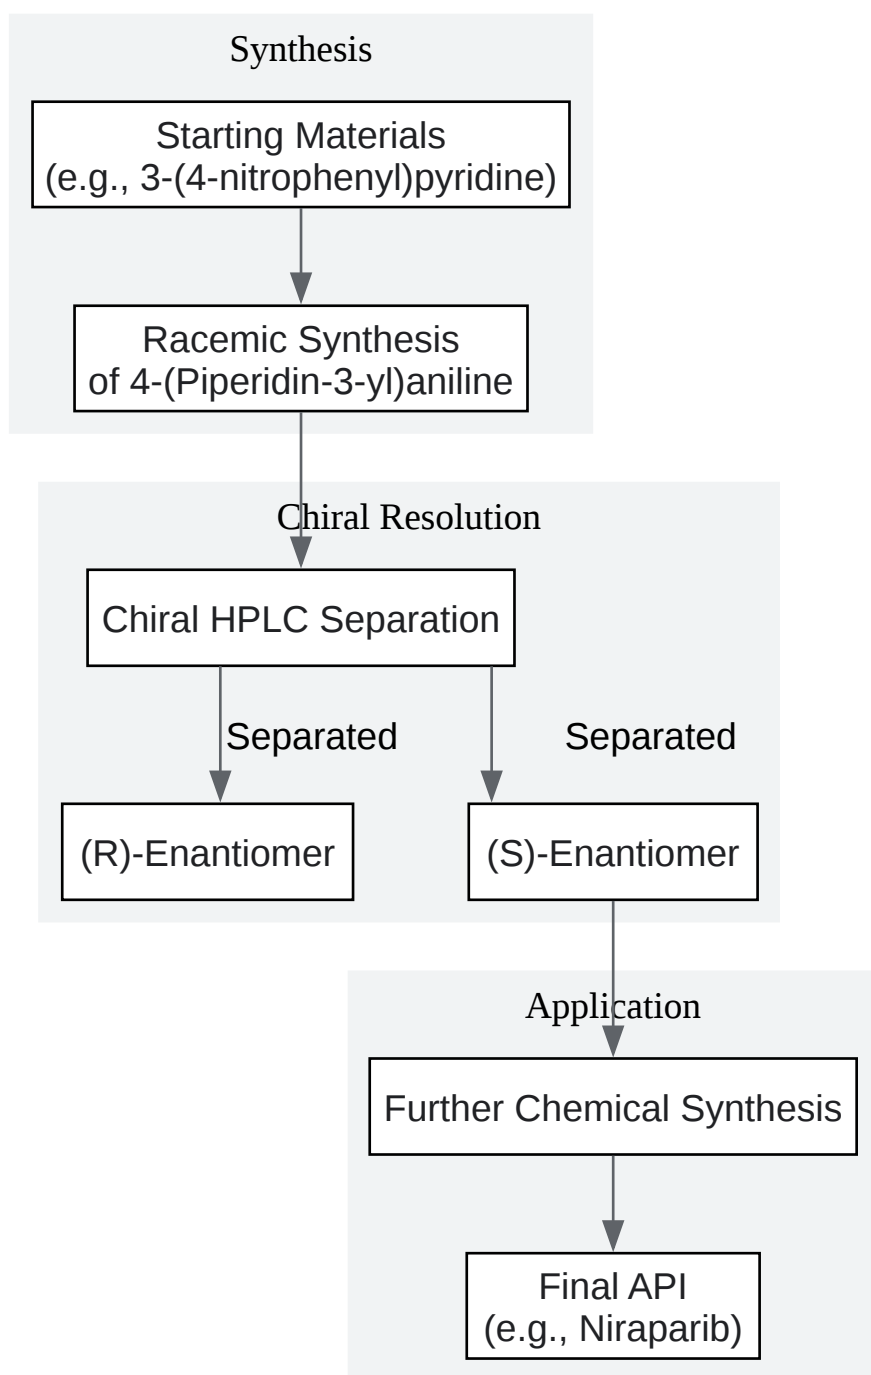 Synthesis
Starting Materials
(e.g., 3-(4-nitrophenyl)pyridine)
Racemic Synthesis
of 4-(Piperidin-3-yl)aniline
Chiral Resolution
Chiral HPLC Separation
Separated
Separated
(R)-Enantiomer
(S)-Enantiomer
Application
Further Chemical Synthesis
Final API
(e.g., Niraparib)